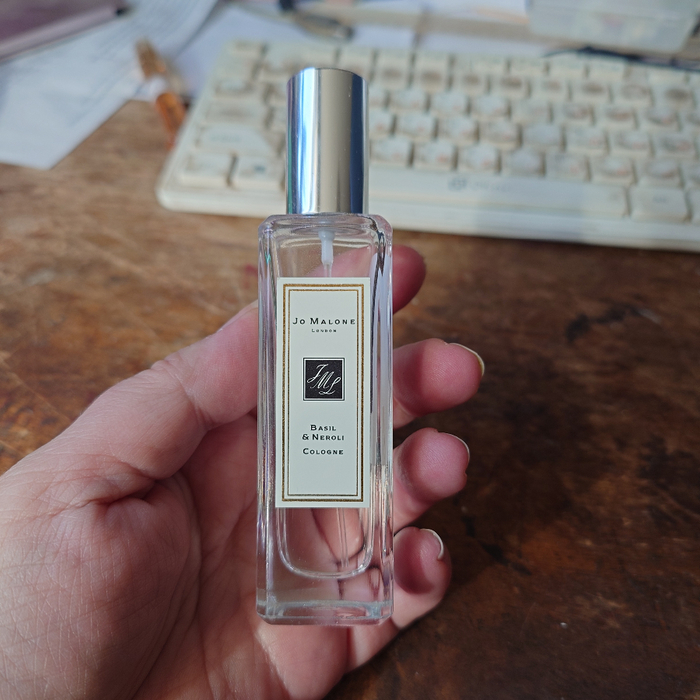 Jo Malone
London
JML
Basil
& Neroli
Cologne